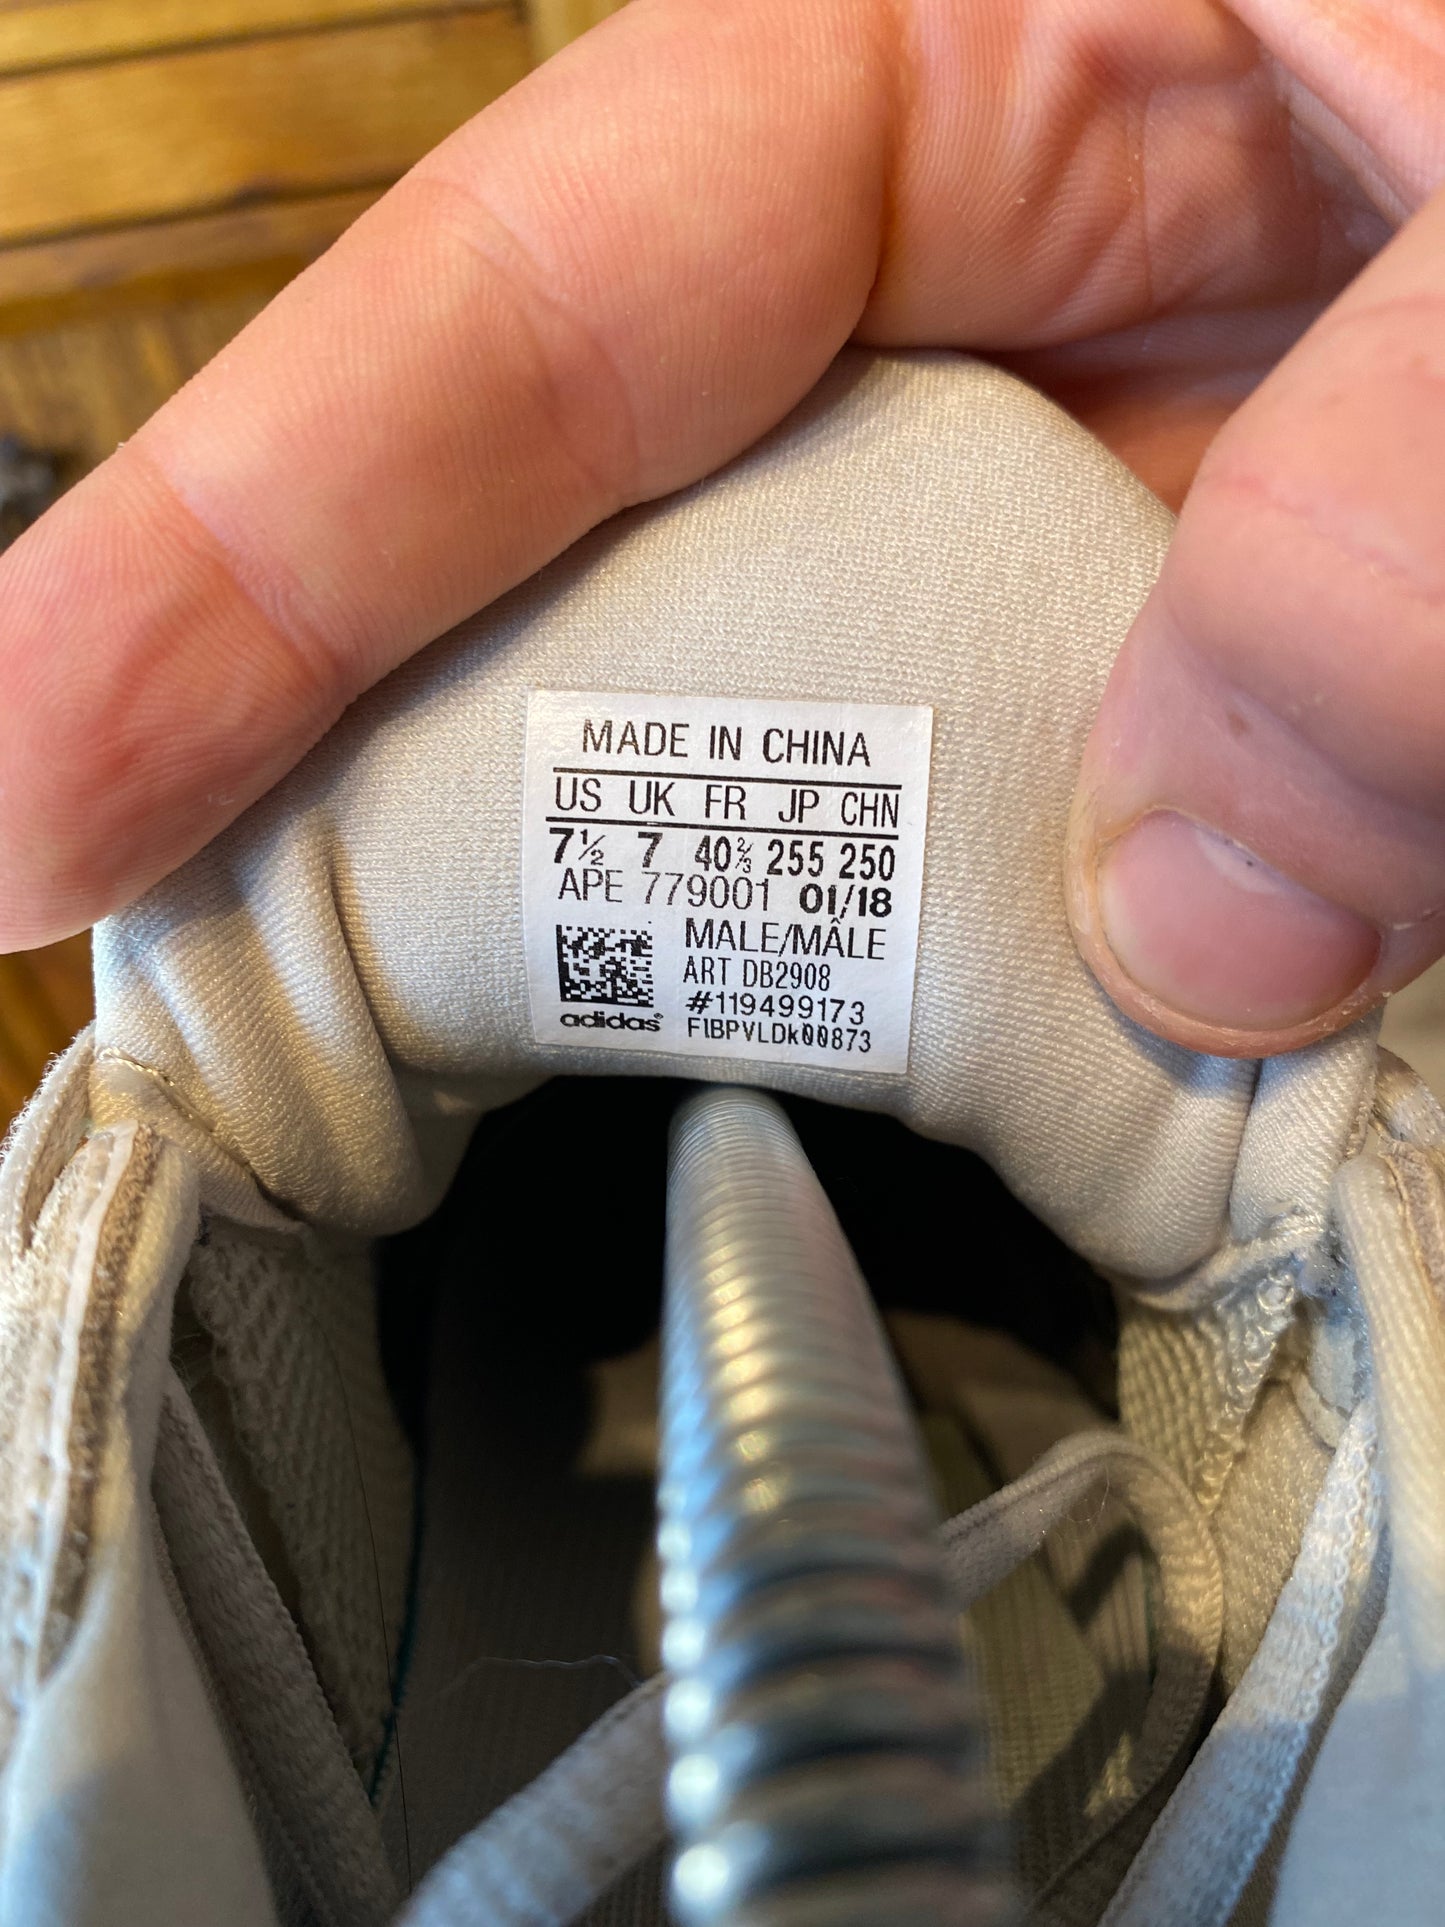 MADE IN CHINA
US UK FR JP CHN
7½ 7 40⅔ 255 250
APE 779001 01/18
MALE/MÂLE
ART DB2908
#119499173
adidas® FIBPVLDk00873